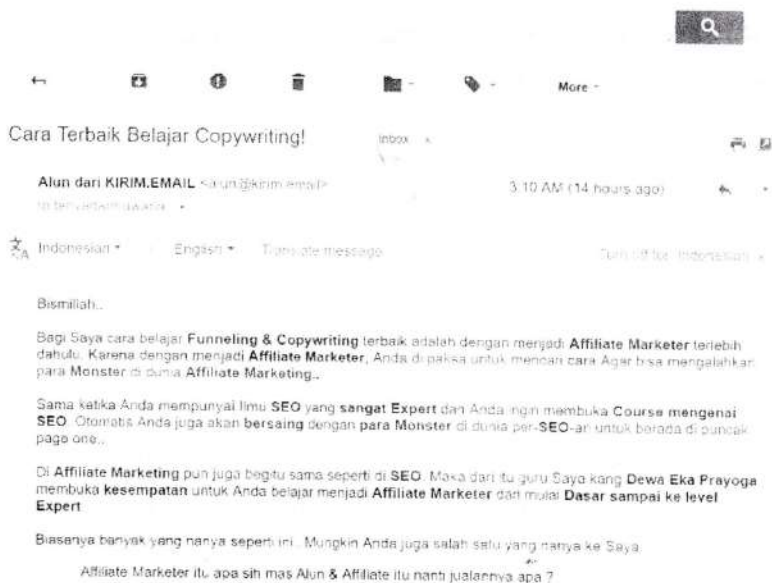 More
Cara Terbaik Belajar Copywriting!
Inbox x
Alun dari KIRIM.EMAIL <alun@kirim.email>
3:10 AM (14 hours ago)
Indonesian English Translate message
Turn off for: Indonesian x
Bismillah..
Bagi Saya cara belajar Funneling & Copywriting terbaik adalah dengan menjadi Affiliate Marketer terlebih
dahulu. Karena dengan menjadi Affiliate Marketer, Anda di paksa untuk mencari cara Agar bisa mengalahkan
para Monster di dunia Affiliate Marketing..
Sama ketika Anda mempunyai Ilmu SEO yang sangat Expert dan Anda ingin membuka Course mengenai
SEO. Otomatis Anda juga akan bersaing dengan para Monster di dunia per-SEO-an untuk berada di puncak
page one..
Di Affiliate Marketing pun juga begitu sama seperti di SEO. Maka dari itu guru Saya kang Dewa Eka Prayoga
membuka kesempatan untuk Anda belajar menjadi Affiliate Marketer dari mulai Dasar sampai ke level
Expert
Biasanya banyak yang nanya seperti ini.. Mungkin Anda juga salah satu yang nanya ke Saya
Affiliate Marketer itu apa sih mas Alun & Affiliate itu nanti jualannya apa ?